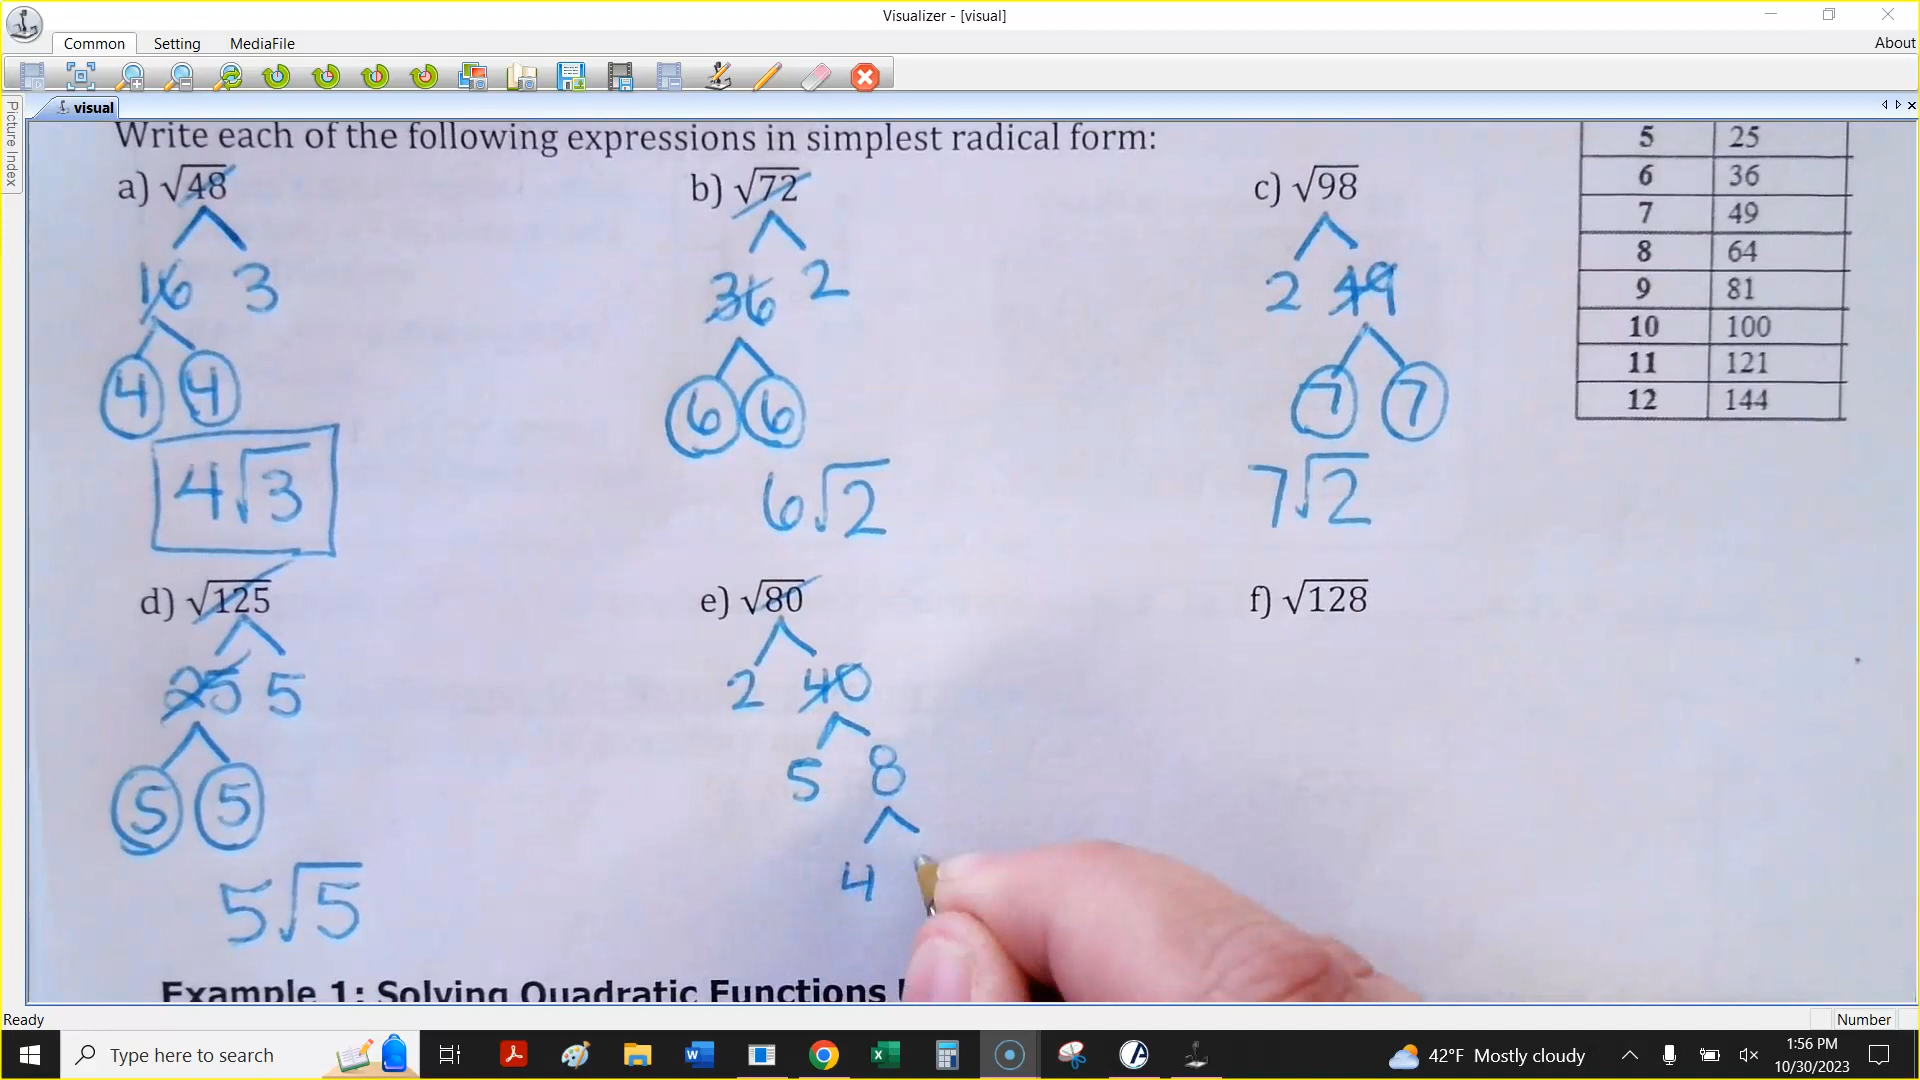 Visualizer - [visual]
Common Setting MediaFile About
visual
Picture Index
Write each of the following expressions in simplest radical form:
a) √48 b) √72 c) √98
16 3 36 2 2 49
4 4 6 6 7 7
4√3 6√2 7√2
5 25
6 36
7 49
8 64
9 81
10 100
11 121
12 144
d) √125 e) √80 f) √128
25 5 2 40
5 5 5 8
4
5√5
Example 1: Solving Quadratic Functions
Ready Number
Type here to search 42°F Mostly cloudy 1:56 PM
10/30/2023